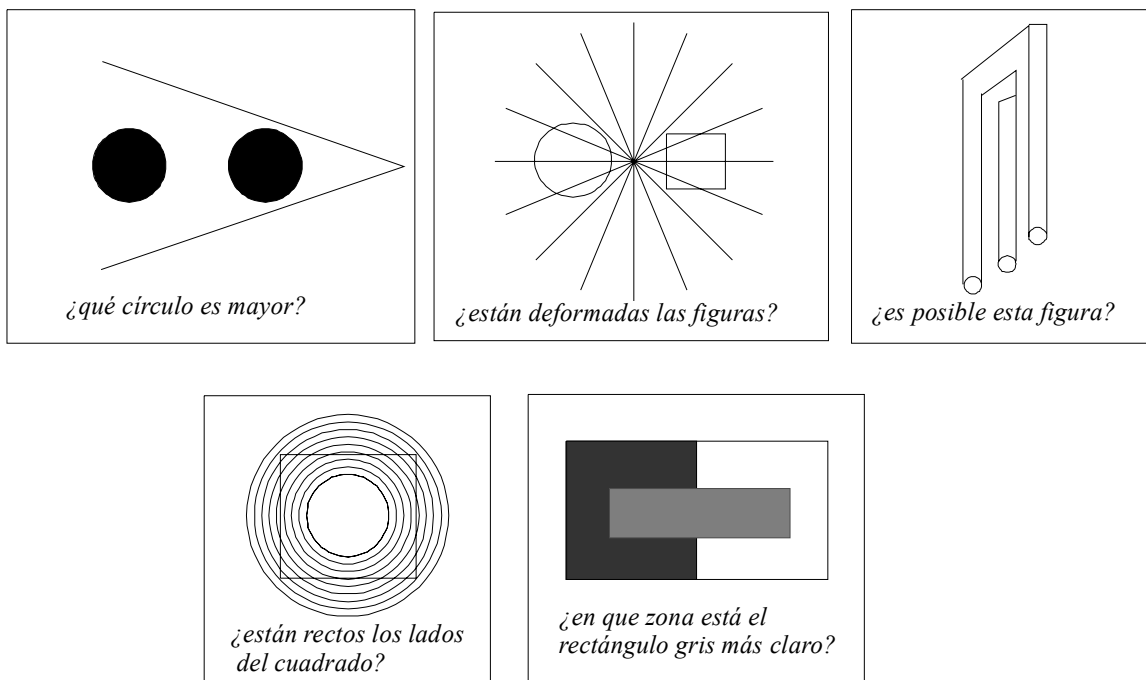 ¿qué círculo es mayor?
¿están deformadas las figuras?
¿es posible esta figura?
¿están rectos los lados
del cuadrado?
¿en que zona está el
rectángulo gris más claro?